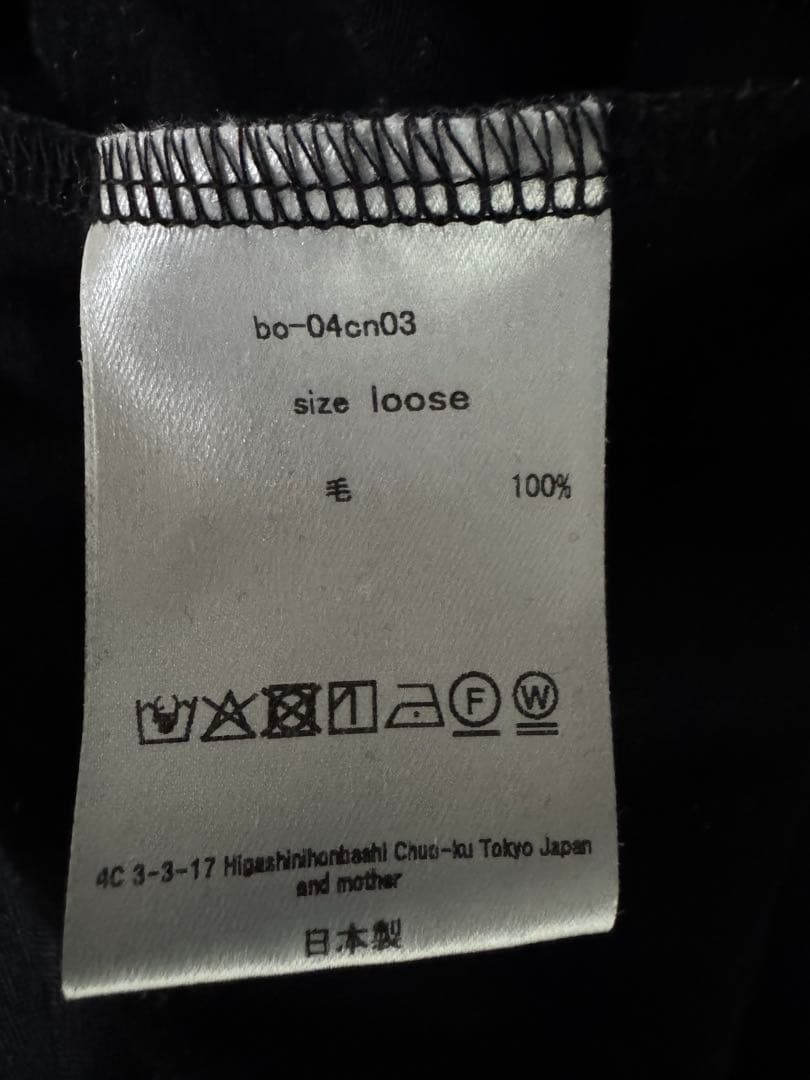 bo-04cn03
size loose
毛 100%
F W
4C 3-3-17 Higashinihonbashi Chuo-ku Tokyo Japan
and mother
日本製